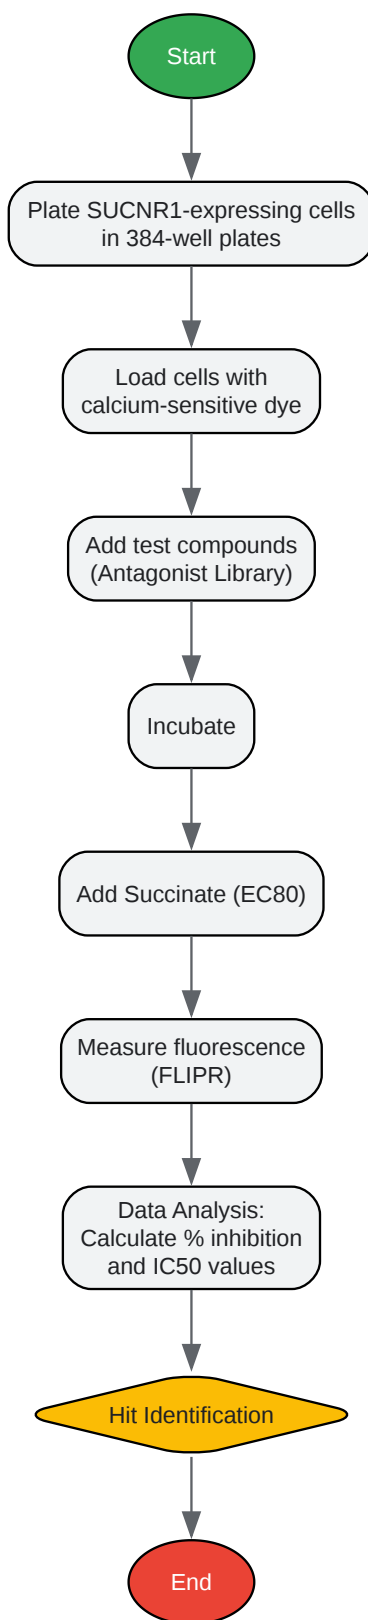 Start
Plate SUCNR1-expressing cells
in 384-well plates
Load cells with
calcium-sensitive dye
Add test compounds
(Antagonist Library)
Incubate
Add Succinate (EC80)
Measure fluorescence
(FLIPR)
Data Analysis:
Calculate % inhibition
and IC50 values
Hit Identification
End